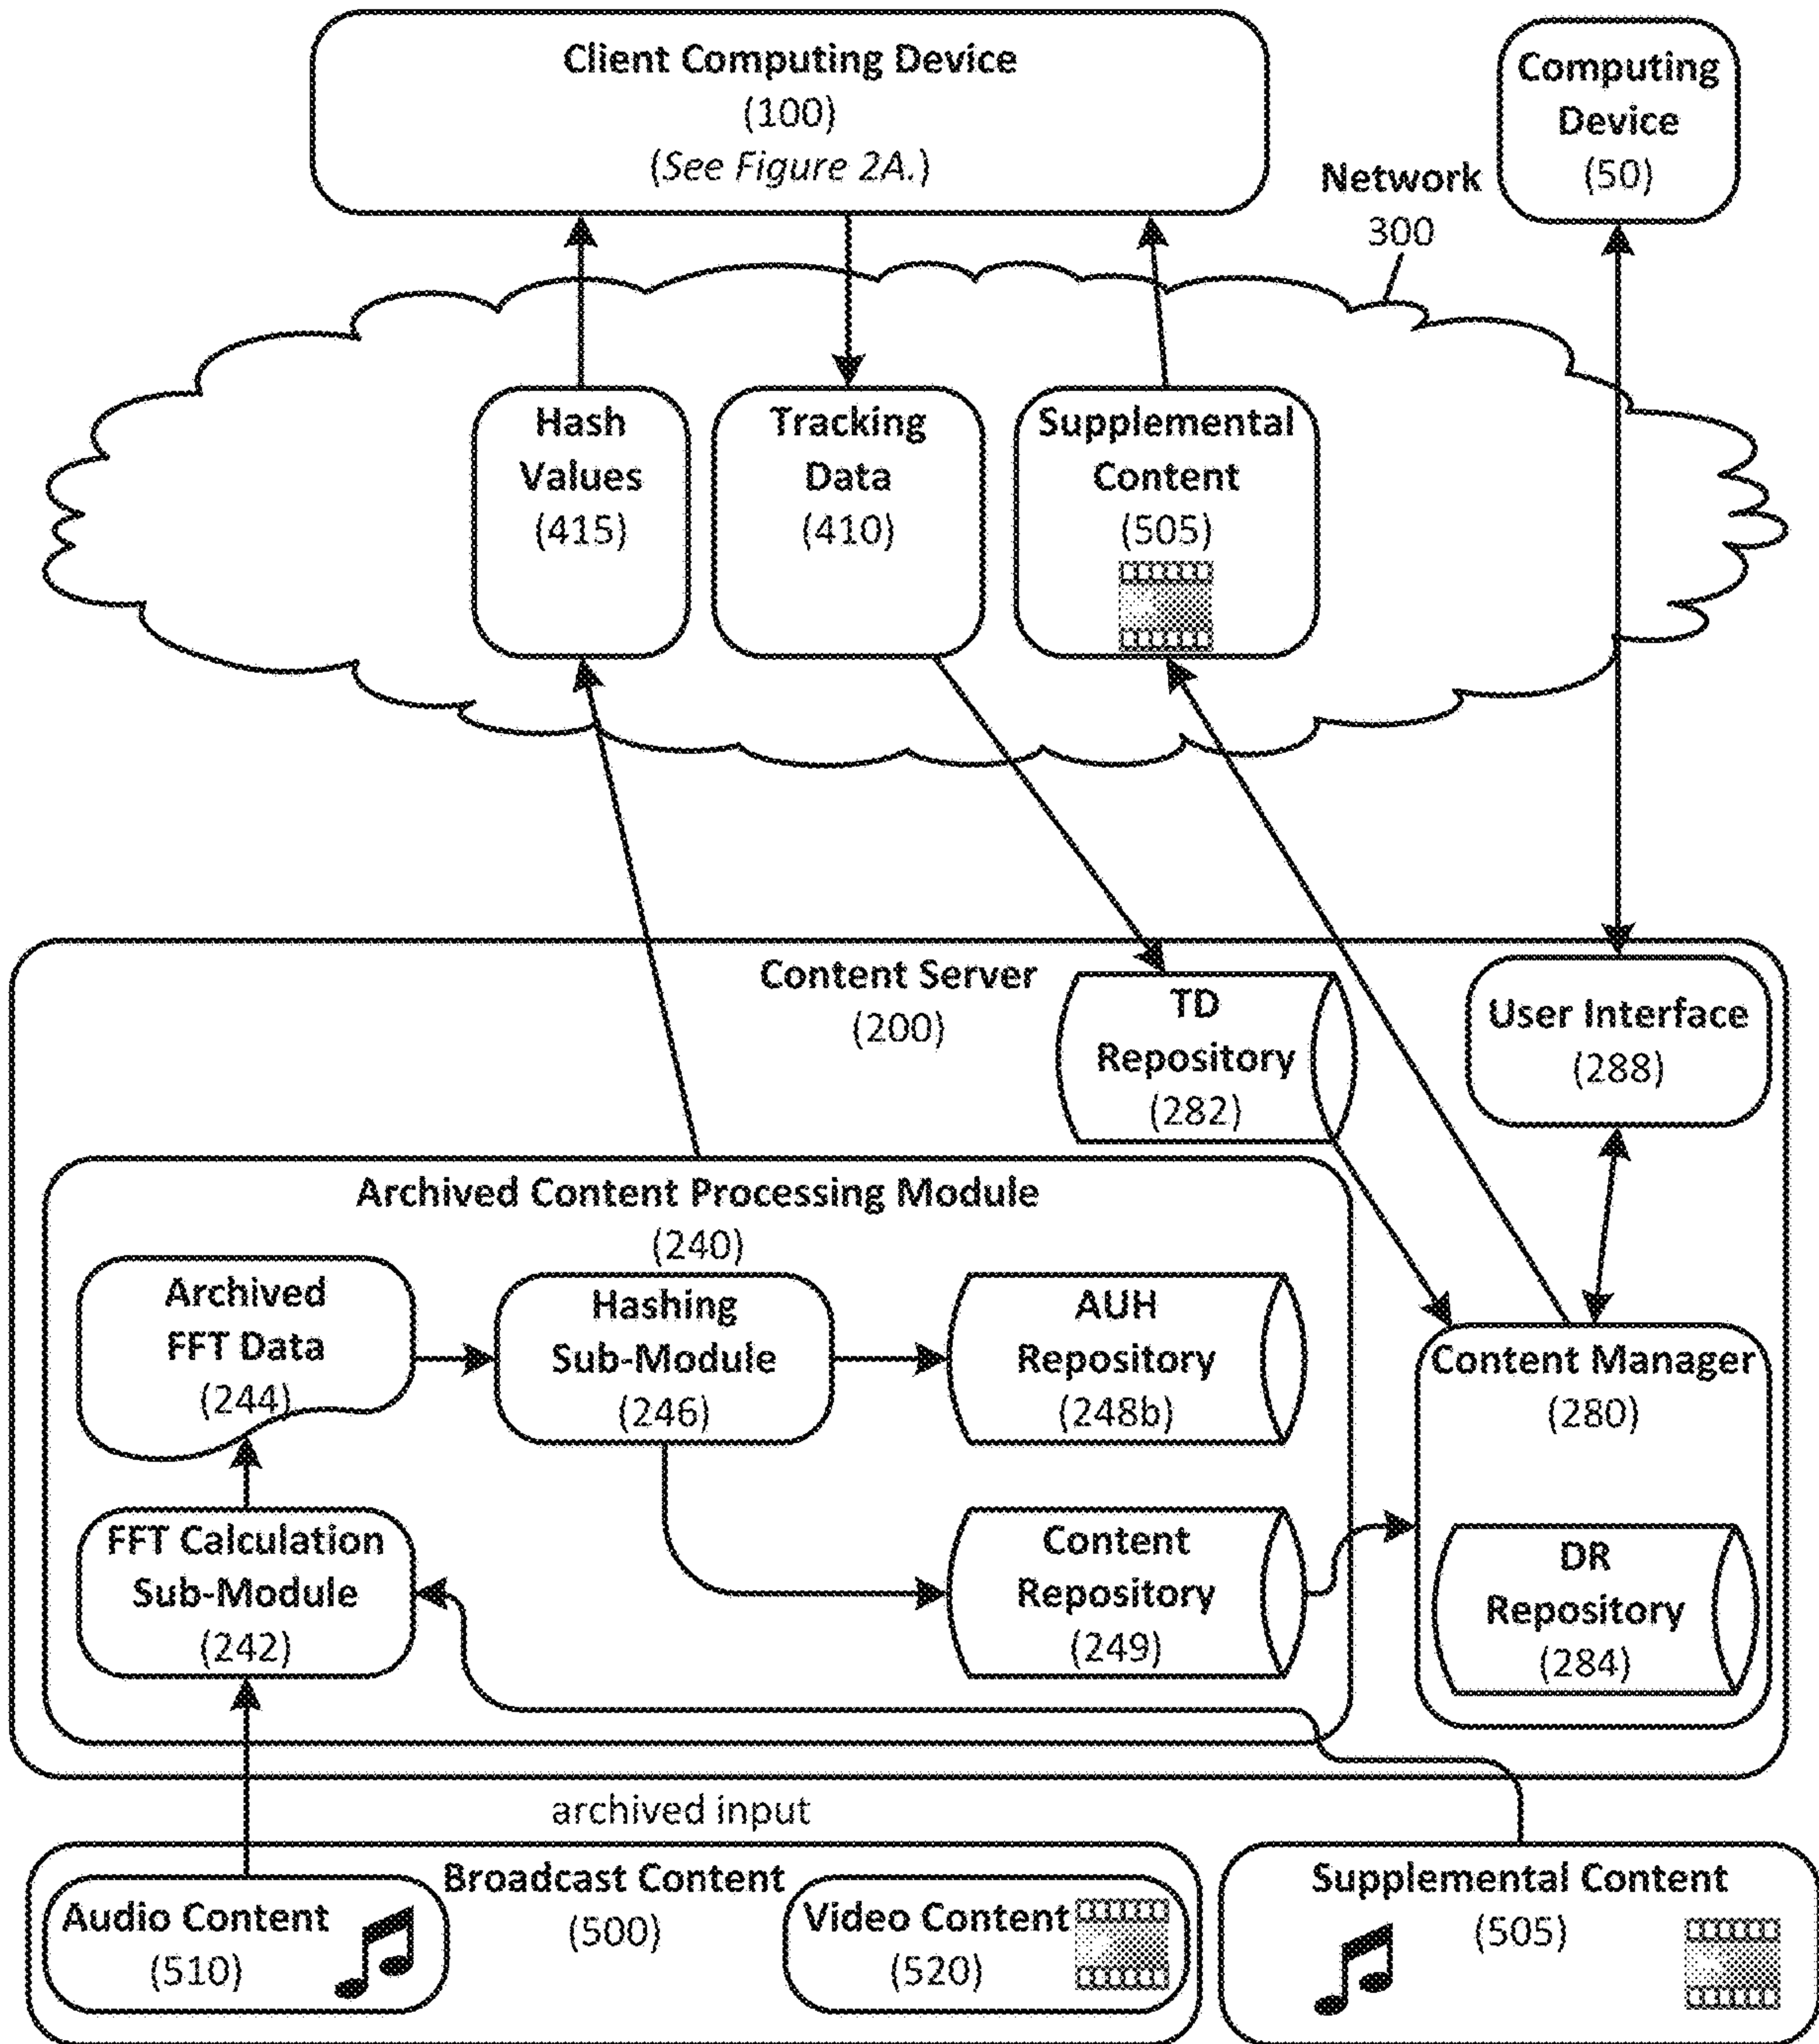 Client Computing Device
(100)
(See Figure 2A.)
Computing
Device
(50)
Network
300
Hash
Values
(415)
Tracking
Data
(410)
Supplemental
Content
(505)
Content Server
(200)
TD
Repository
(282)
User Interface
(288)
Archived Content Processing Module
(240)
Archived
FFT Data
(244)
Hashing
Sub-Module
(246)
AUH
Repository
(248b)
Content Manager
(280)
FFT Calculation
Sub-Module
(242)
Content
Repository
(249)
DR
Repository
(284)
archived input
Broadcast Content
(500)
Audio Content
(510)
Video Content
(520)
Supplemental Content
(505)